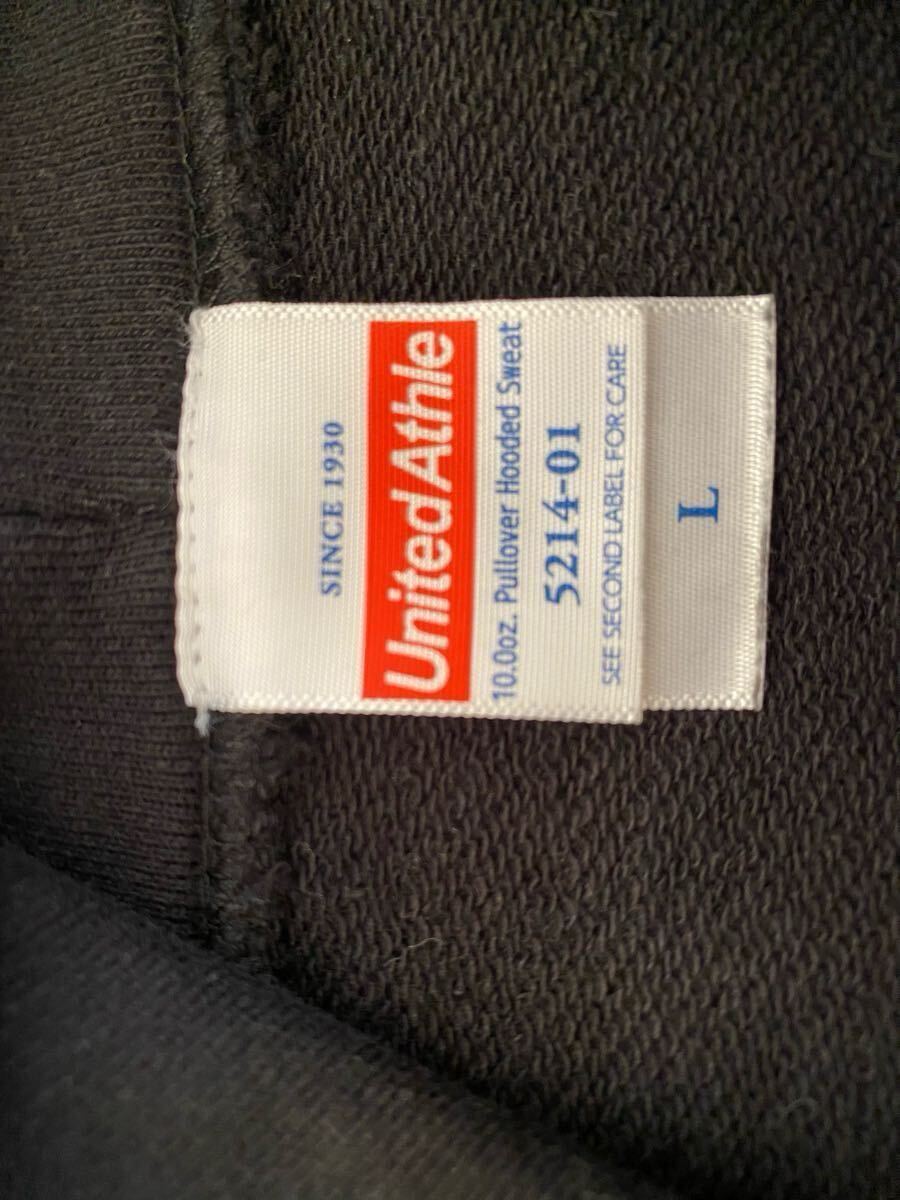 SINCE 1930
United Athle
10.0oz. Pullover Hooded Sweat
5214-01
SEE SECOND LABEL FOR CARE
L